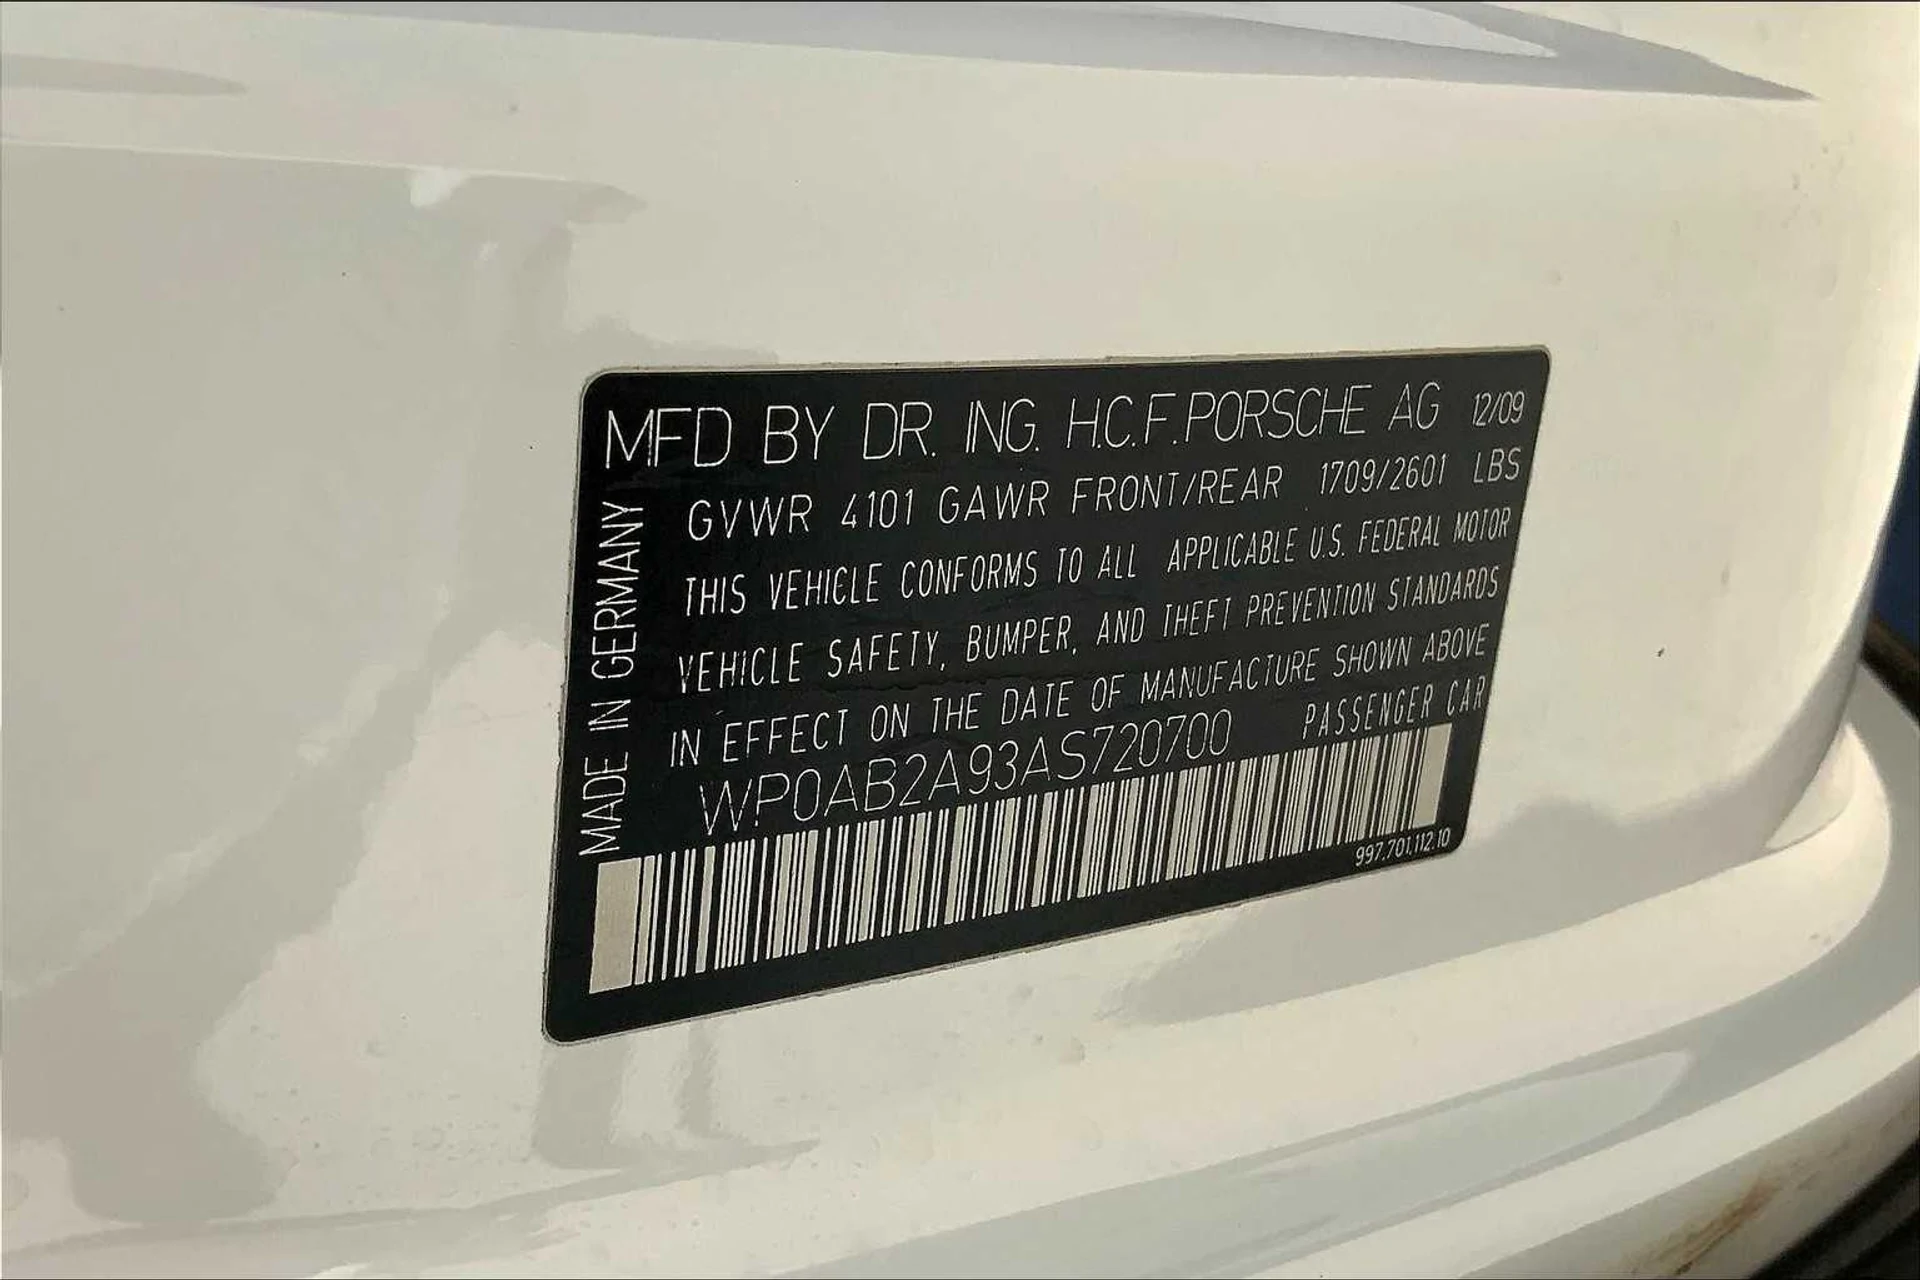 MFD BY DR. ING. H.C.F. PORSCHE AG 12/09
GVWR 4101 GAWR FRONT/REAR 1709/2601 LBS
THIS VEHICLE CONFORMS TO ALL APPLICABLE U.S. FEDERAL MOTOR
VEHICLE SAFETY, BUMPER, AND THEFT PREVENTION STANDARDS
IN EFFECT ON THE DATE OF MANUFACTURE SHOWN ABOVE
WP0AB2A93AS720700 PASSENGER CAR
997.701.112.10
MADE IN GERMANY